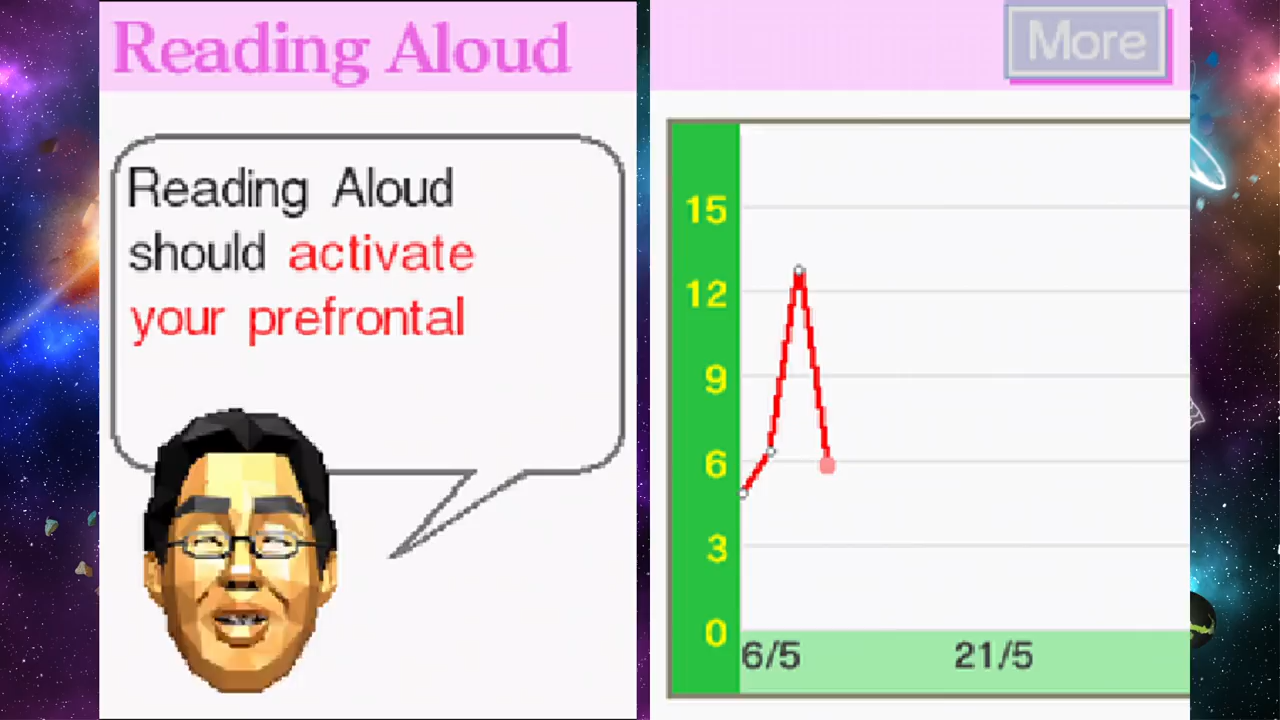 Reading Aloud
Reading Aloud
should activate
your prefrontal
More
15
12
9
6
3
0
6/5 21/5